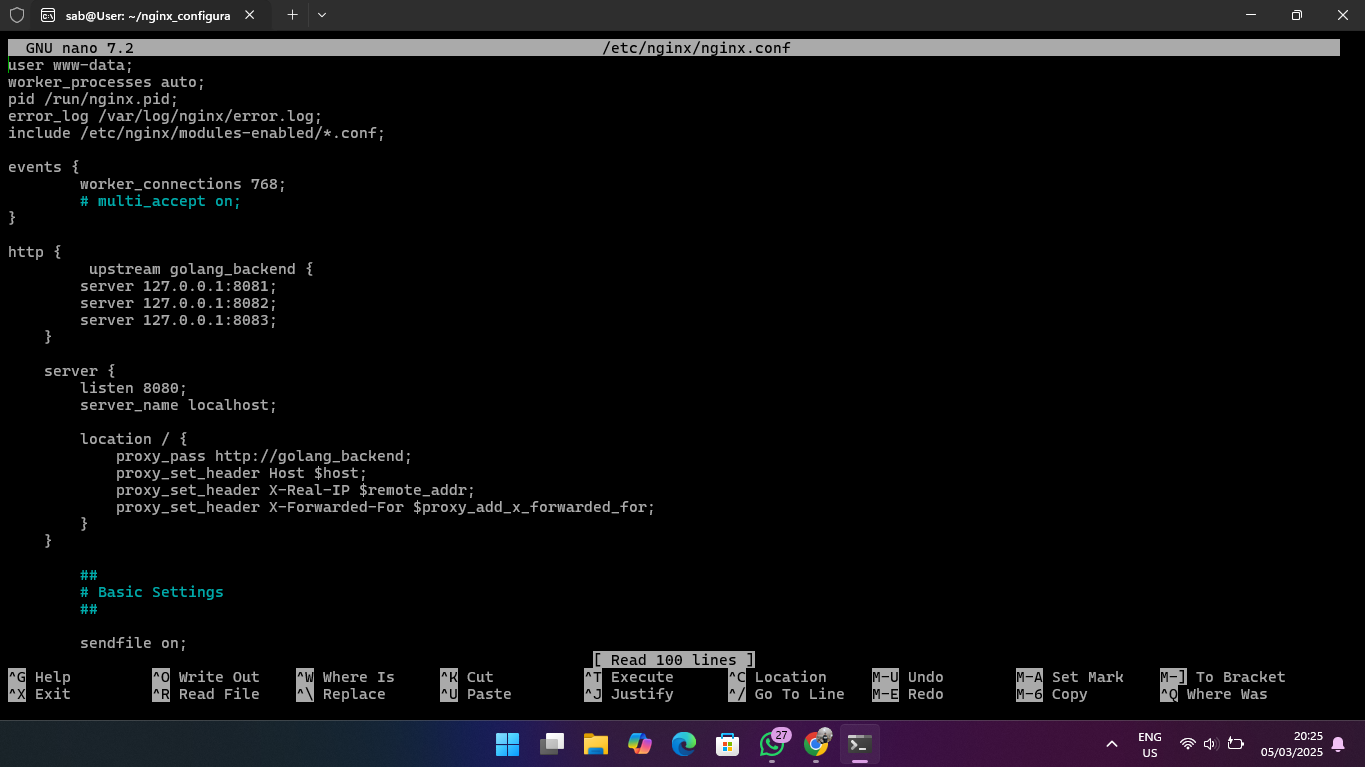 sab@User: ~/nginx_configura
GNU nano 7.2 /etc/nginx/nginx.conf
user www-data;
worker_processes auto;
pid /run/nginx.pid;
error_log /var/log/nginx/error.log;
include /etc/nginx/modules-enabled/*.conf;
events {
worker_connections 768;
# multi_accept on;
}
http {
upstream golang_backend {
server 127.0.0.1:8081;
server 127.0.0.1:8082;
server 127.0.0.1:8083;
}
server {
listen 8080;
server_name localhost;
location / {
proxy_pass http://golang_backend;
proxy_set_header Host $host;
proxy_set_header X-Real-IP $remote_addr;
proxy_set_header X-Forwarded-For $proxy_add_x_forwarded_for;
}
}
##
# Basic Settings
##
sendfile on;
[ Read 100 lines ]
^G Help ^O Write Out ^W Where Is ^K Cut ^T Execute ^C Location M-U Undo M-A Set Mark M-] To Bracket
^X Exit ^R Read File ^\ Replace ^U Paste ^J Justify ^/ Go To Line M-E Redo M-6 Copy ^Q Where Was
27
ENG
US
20:25
05/03/2025